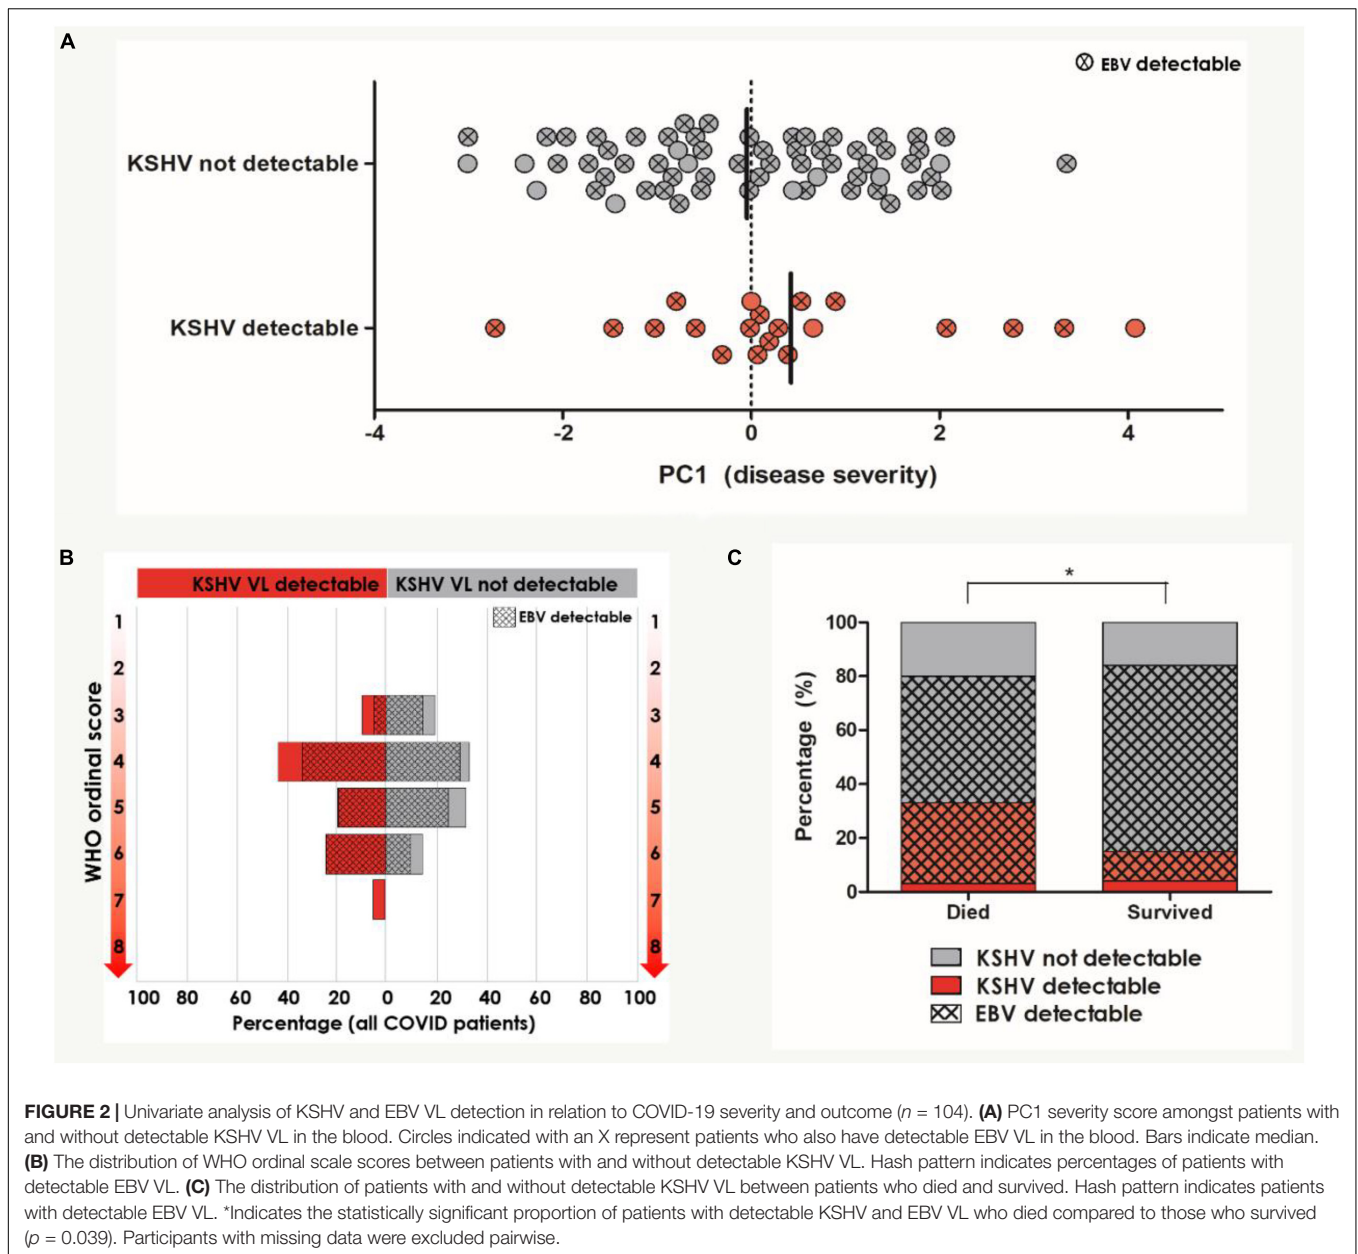 A
EBV detectable
KSHV not detectable
KSHV detectable
-4 -2 0 2 4
PC1 (disease severity)
B
KSHV VL detectable KSHV VL not detectable
EBV detectable
WHO ordinal score
1 1
2 2
3 3
4 4
5 5
6 6
7 7
8 8
100 80 60 40 20 0 20 40 60 80 100
Percentage (all COVID patients)
C
*
Percentage (%)
100
80
60
40
20
0
Died Survived
KSHV not detectable
KSHV detectable
EBV detectable
FIGURE 2 | Univariate analysis of KSHV and EBV VL detection in relation to COVID-19 severity and outcome (n = 104). (A) PC1 severity score amongst patients with
and without detectable KSHV VL in the blood. Circles indicated with an X represent patients who also have detectable EBV VL in the blood. Bars indicate median.
(B) The distribution of WHO ordinal scale scores between patients with and without detectable KSHV VL. Hash pattern indicates percentages of patients with
detectable EBV VL. (C) The distribution of patients with and without detectable KSHV VL between patients who died and survived. Hash pattern indicates patients
with detectable EBV VL. *Indicates the statistically significant proportion of patients with detectable KSHV and EBV VL who died compared to those who survived
(p = 0.039). Participants with missing data were excluded pairwise.